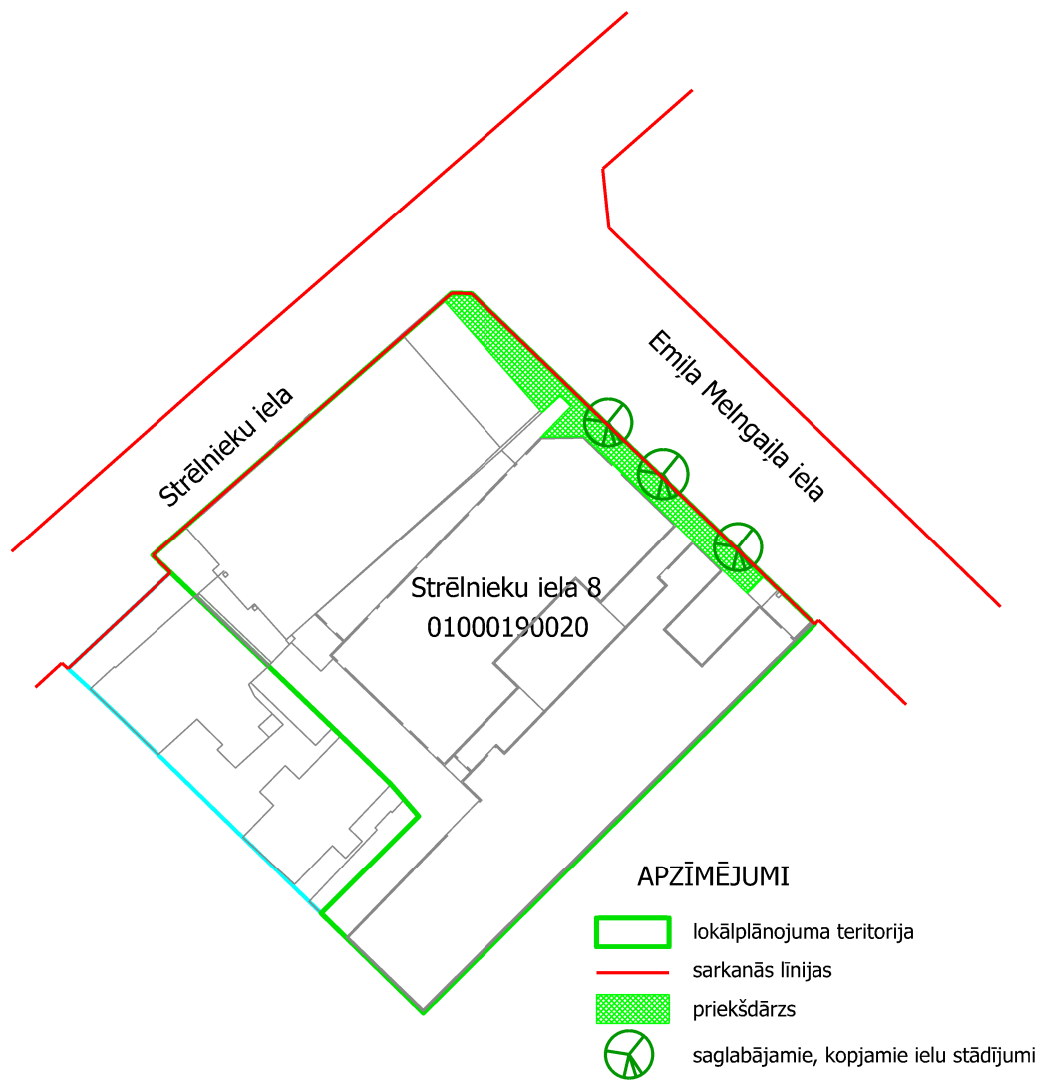 Emiļa Melngaiļa iela
Strēlnieku iela
Strēlnieku iela 8
01000190020
APZĪMĒJUMI
lokālplānojuma teritorija
sarkanās līnijas
priekšdārzs
saglabājamie, kopjamie ielu stādījumi